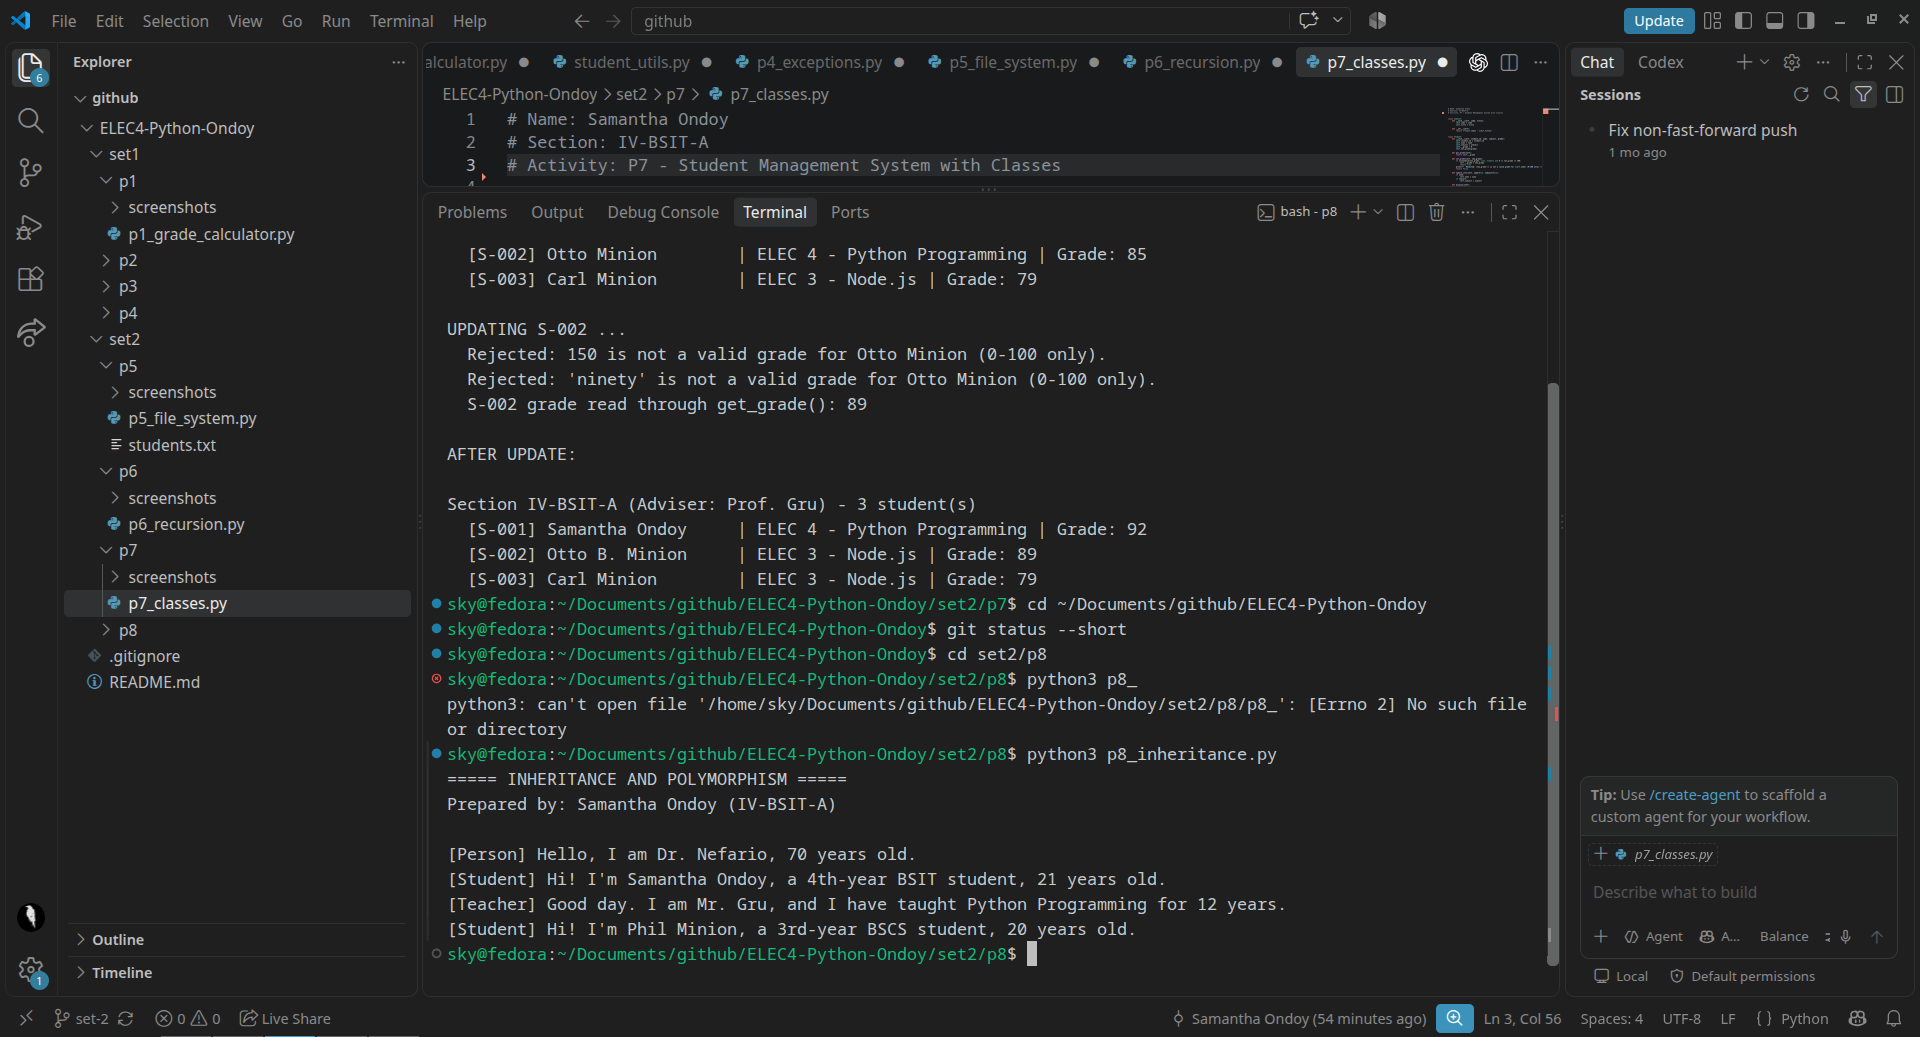 File Edit Selection View Go Run Terminal Help
github
Update
Explorer
6
github
ELEC4-Python-Ondoy
set1
p1
screenshots
p1_grade_calculator.py
p2
p3
p4
set2
p5
screenshots
p5_file_system.py
students.txt
p6
screenshots
p6_recursion.py
p7
screenshots
p7_classes.py
p8
.gitignore
README.md
Outline
Timeline
1
alculator.py student_utils.py p4_exceptions.py p5_file_system.py p6_recursion.py p7_classes.py
ELEC4-Python-Ondoy > set2 > p7 > p7_classes.py
1 # Name: Samantha Ondoy
2 # Section: IV-BSIT-A
3 # Activity: P7 - Student Management System with Classes
Problems Output Debug Console Terminal Ports
bash - p8
[S-002] Otto Minion | ELEC 4 - Python Programming | Grade: 85
[S-003] Carl Minion | ELEC 3 - Node.js | Grade: 79
UPDATING S-002 ...
Rejected: 150 is not a valid grade for Otto Minion (0-100 only).
Rejected: 'ninety' is not a valid grade for Otto Minion (0-100 only).
S-002 grade read through get_grade(): 89
AFTER UPDATE:
Section IV-BSIT-A (Adviser: Prof. Gru) - 3 student(s)
[S-001] Samantha Ondoy | ELEC 4 - Python Programming | Grade: 92
[S-002] Otto B. Minion | ELEC 3 - Node.js | Grade: 89
[S-003] Carl Minion | ELEC 3 - Node.js | Grade: 79
sky@fedora:~/Documents/github/ELEC4-Python-Ondoy/set2/p7$ cd ~/Documents/github/ELEC4-Python-Ondoy
sky@fedora:~/Documents/github/ELEC4-Python-Ondoy$ git status --short
sky@fedora:~/Documents/github/ELEC4-Python-Ondoy$ cd set2/p8
sky@fedora:~/Documents/github/ELEC4-Python-Ondoy/set2/p8$ python3 p8_
python3: can't open file '/home/sky/Documents/github/ELEC4-Python-Ondoy/set2/p8/p8_': [Errno 2] No such file
or directory
sky@fedora:~/Documents/github/ELEC4-Python-Ondoy/set2/p8$ python3 p8_inheritance.py
===== INHERITANCE AND POLYMORPHISM =====
Prepared by: Samantha Ondoy (IV-BSIT-A)
[Person] Hello, I am Dr. Nefario, 70 years old.
[Student] Hi! I'm Samantha Ondoy, a 4th-year BSIT student, 21 years old.
[Teacher] Good day. I am Mr. Gru, and I have taught Python Programming for 12 years.
[Student] Hi! I'm Phil Minion, a 3rd-year BSCS student, 20 years old.
sky@fedora:~/Documents/github/ELEC4-Python-Ondoy/set2/p8$
Chat Codex
Sessions
Fix non-fast-forward push
1 mo ago
Tip: Use /create-agent to scaffold a
custom agent for your workflow.
p7_classes.py
Describe what to build
Agent A... Balance
Local Default permissions
set-2 0 0 Live Share
Samantha Ondoy (54 minutes ago) Ln 3, Col 56 Spaces: 4 UTF-8 LF { } Python